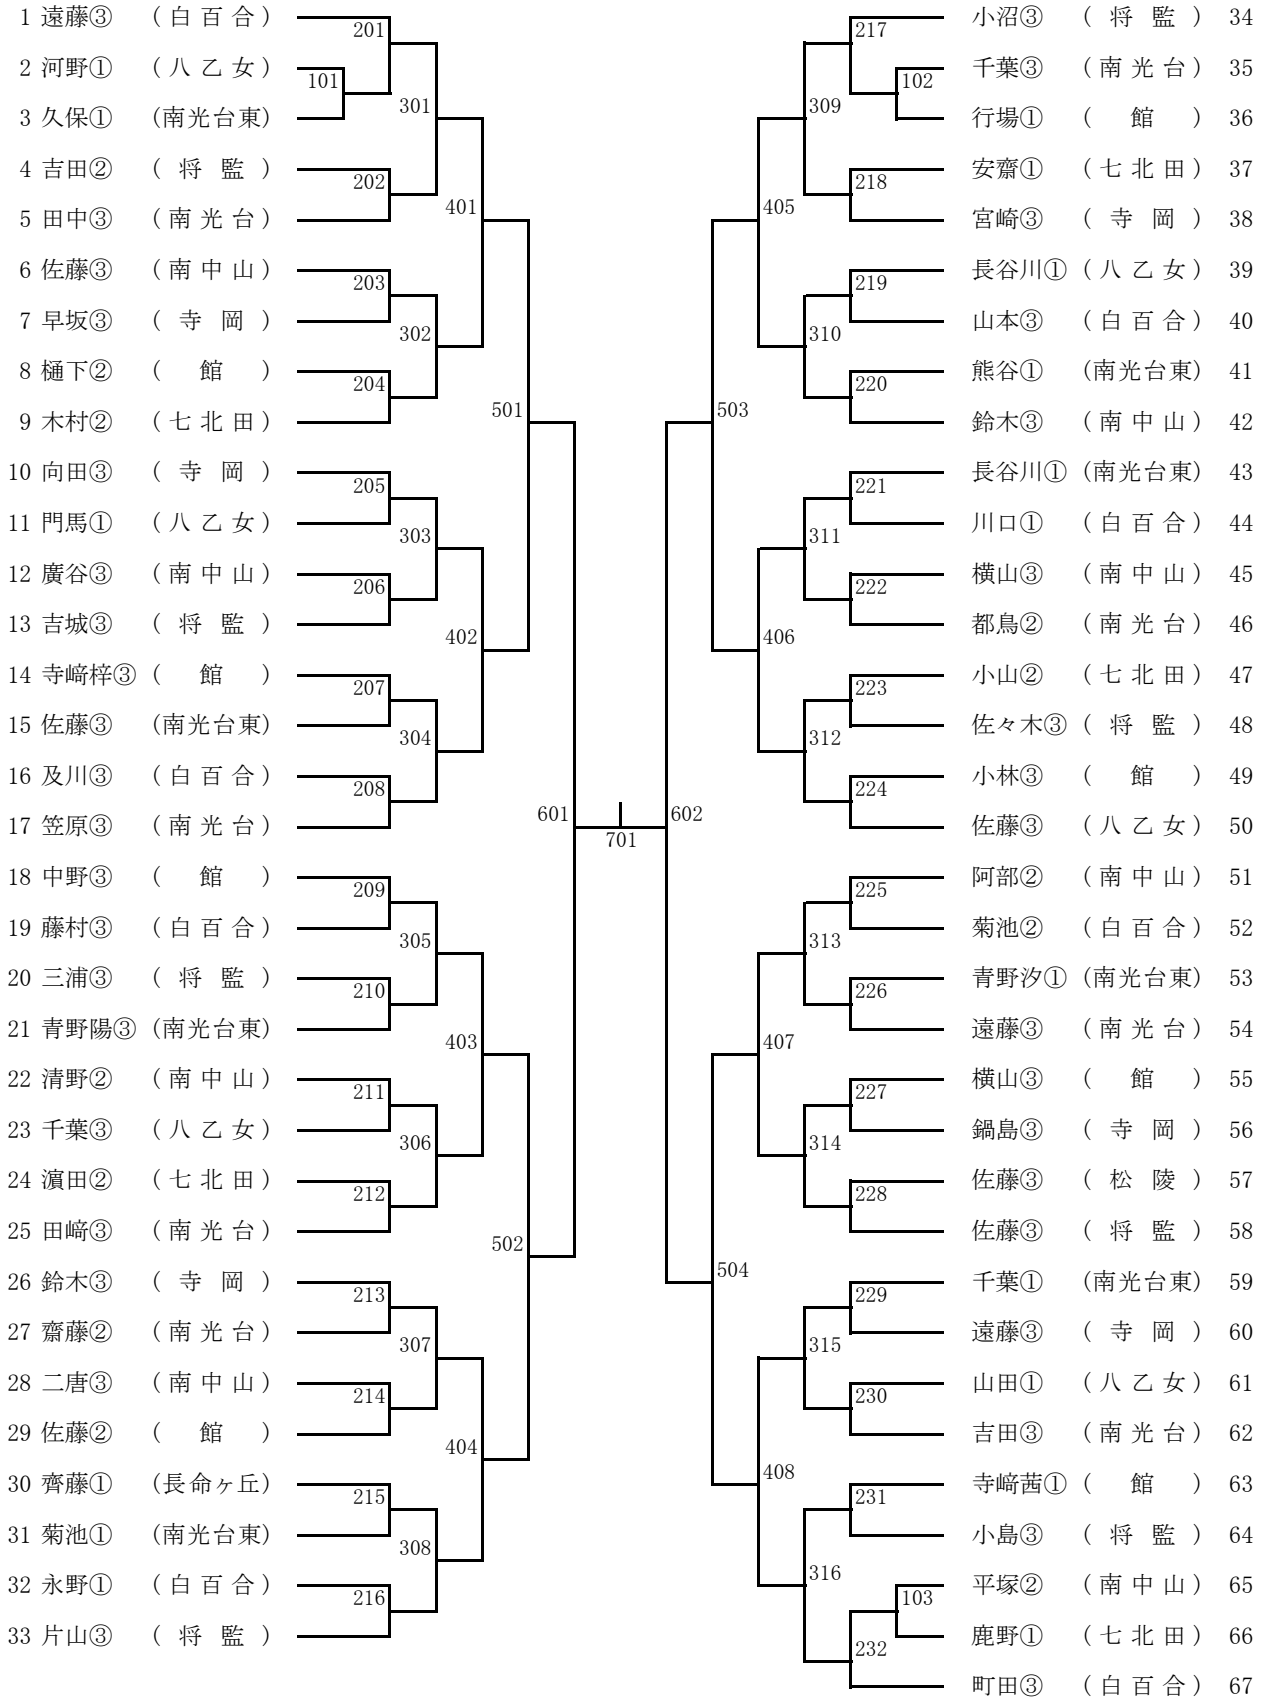 1 遠藤③ (白百合)
2 河野① (八乙女)
3 久保① (南光台東)
4 吉田② (将監)
5 田中③ (南光台)
6 佐藤③ (南中山)
7 早坂③ (寺岡)
8 樋下② (館)
9 木村② (七北田)
10 向田③ (寺岡)
11 門馬① (八乙女)
12 廣谷③ (南中山)
13 吉城③ (将監)
14 寺﨑梓③ (館)
15 佐藤③ (南光台東)
16 及川③ (白百合)
17 笠原③ (南光台)
18 中野③ (館)
19 藤村③ (白百合)
20 三浦③ (将監)
21 青野陽③ (南光台東)
22 清野② (南中山)
23 千葉③ (八乙女)
24 濵田② (七北田)
25 田﨑③ (南光台)
26 鈴木③ (寺岡)
27 齋藤② (南光台)
28 二唐③ (南中山)
29 佐藤② (館)
30 齊藤① (長命ヶ丘)
31 菊池① (南光台東)
32 永野① (白百合)
33 片山③ (将監)
101
201
202
203
204
205
206
207
208
209
210
211
212
213
214
215
216
301
302
303
304
305
306
307
308
401
402
403
404
501
502
601
701
602
503
504
405
406
407
408
309
310
311
312
313
314
315
316
217
218
219
220
221
222
223
224
225
226
227
228
229
230
231
232
102
103
小沼③ (将監) 34
千葉③ (南光台) 35
行場① (館) 36
安齋① (七北田) 37
宮崎③ (寺岡) 38
長谷川① (八乙女) 39
山本③ (白百合) 40
熊谷① (南光台東) 41
鈴木③ (南中山) 42
長谷川① (南光台東) 43
川口① (白百合) 44
横山③ (南中山) 45
都鳥② (南光台) 46
小山② (七北田) 47
佐々木③ (将監) 48
小林③ (館) 49
佐藤③ (八乙女) 50
阿部② (南中山) 51
菊池② (白百合) 52
青野汐① (南光台東) 53
遠藤③ (南光台) 54
横山③ (館) 55
鍋島③ (寺岡) 56
佐藤③ (松陵) 57
佐藤③ (将監) 58
千葉① (南光台東) 59
遠藤③ (寺岡) 60
山田① (八乙女) 61
吉田③ (南光台) 62
寺﨑茜① (館) 63
小島③ (将監) 64
平塚② (南中山) 65
鹿野① (七北田) 66
町田③ (白百合) 67